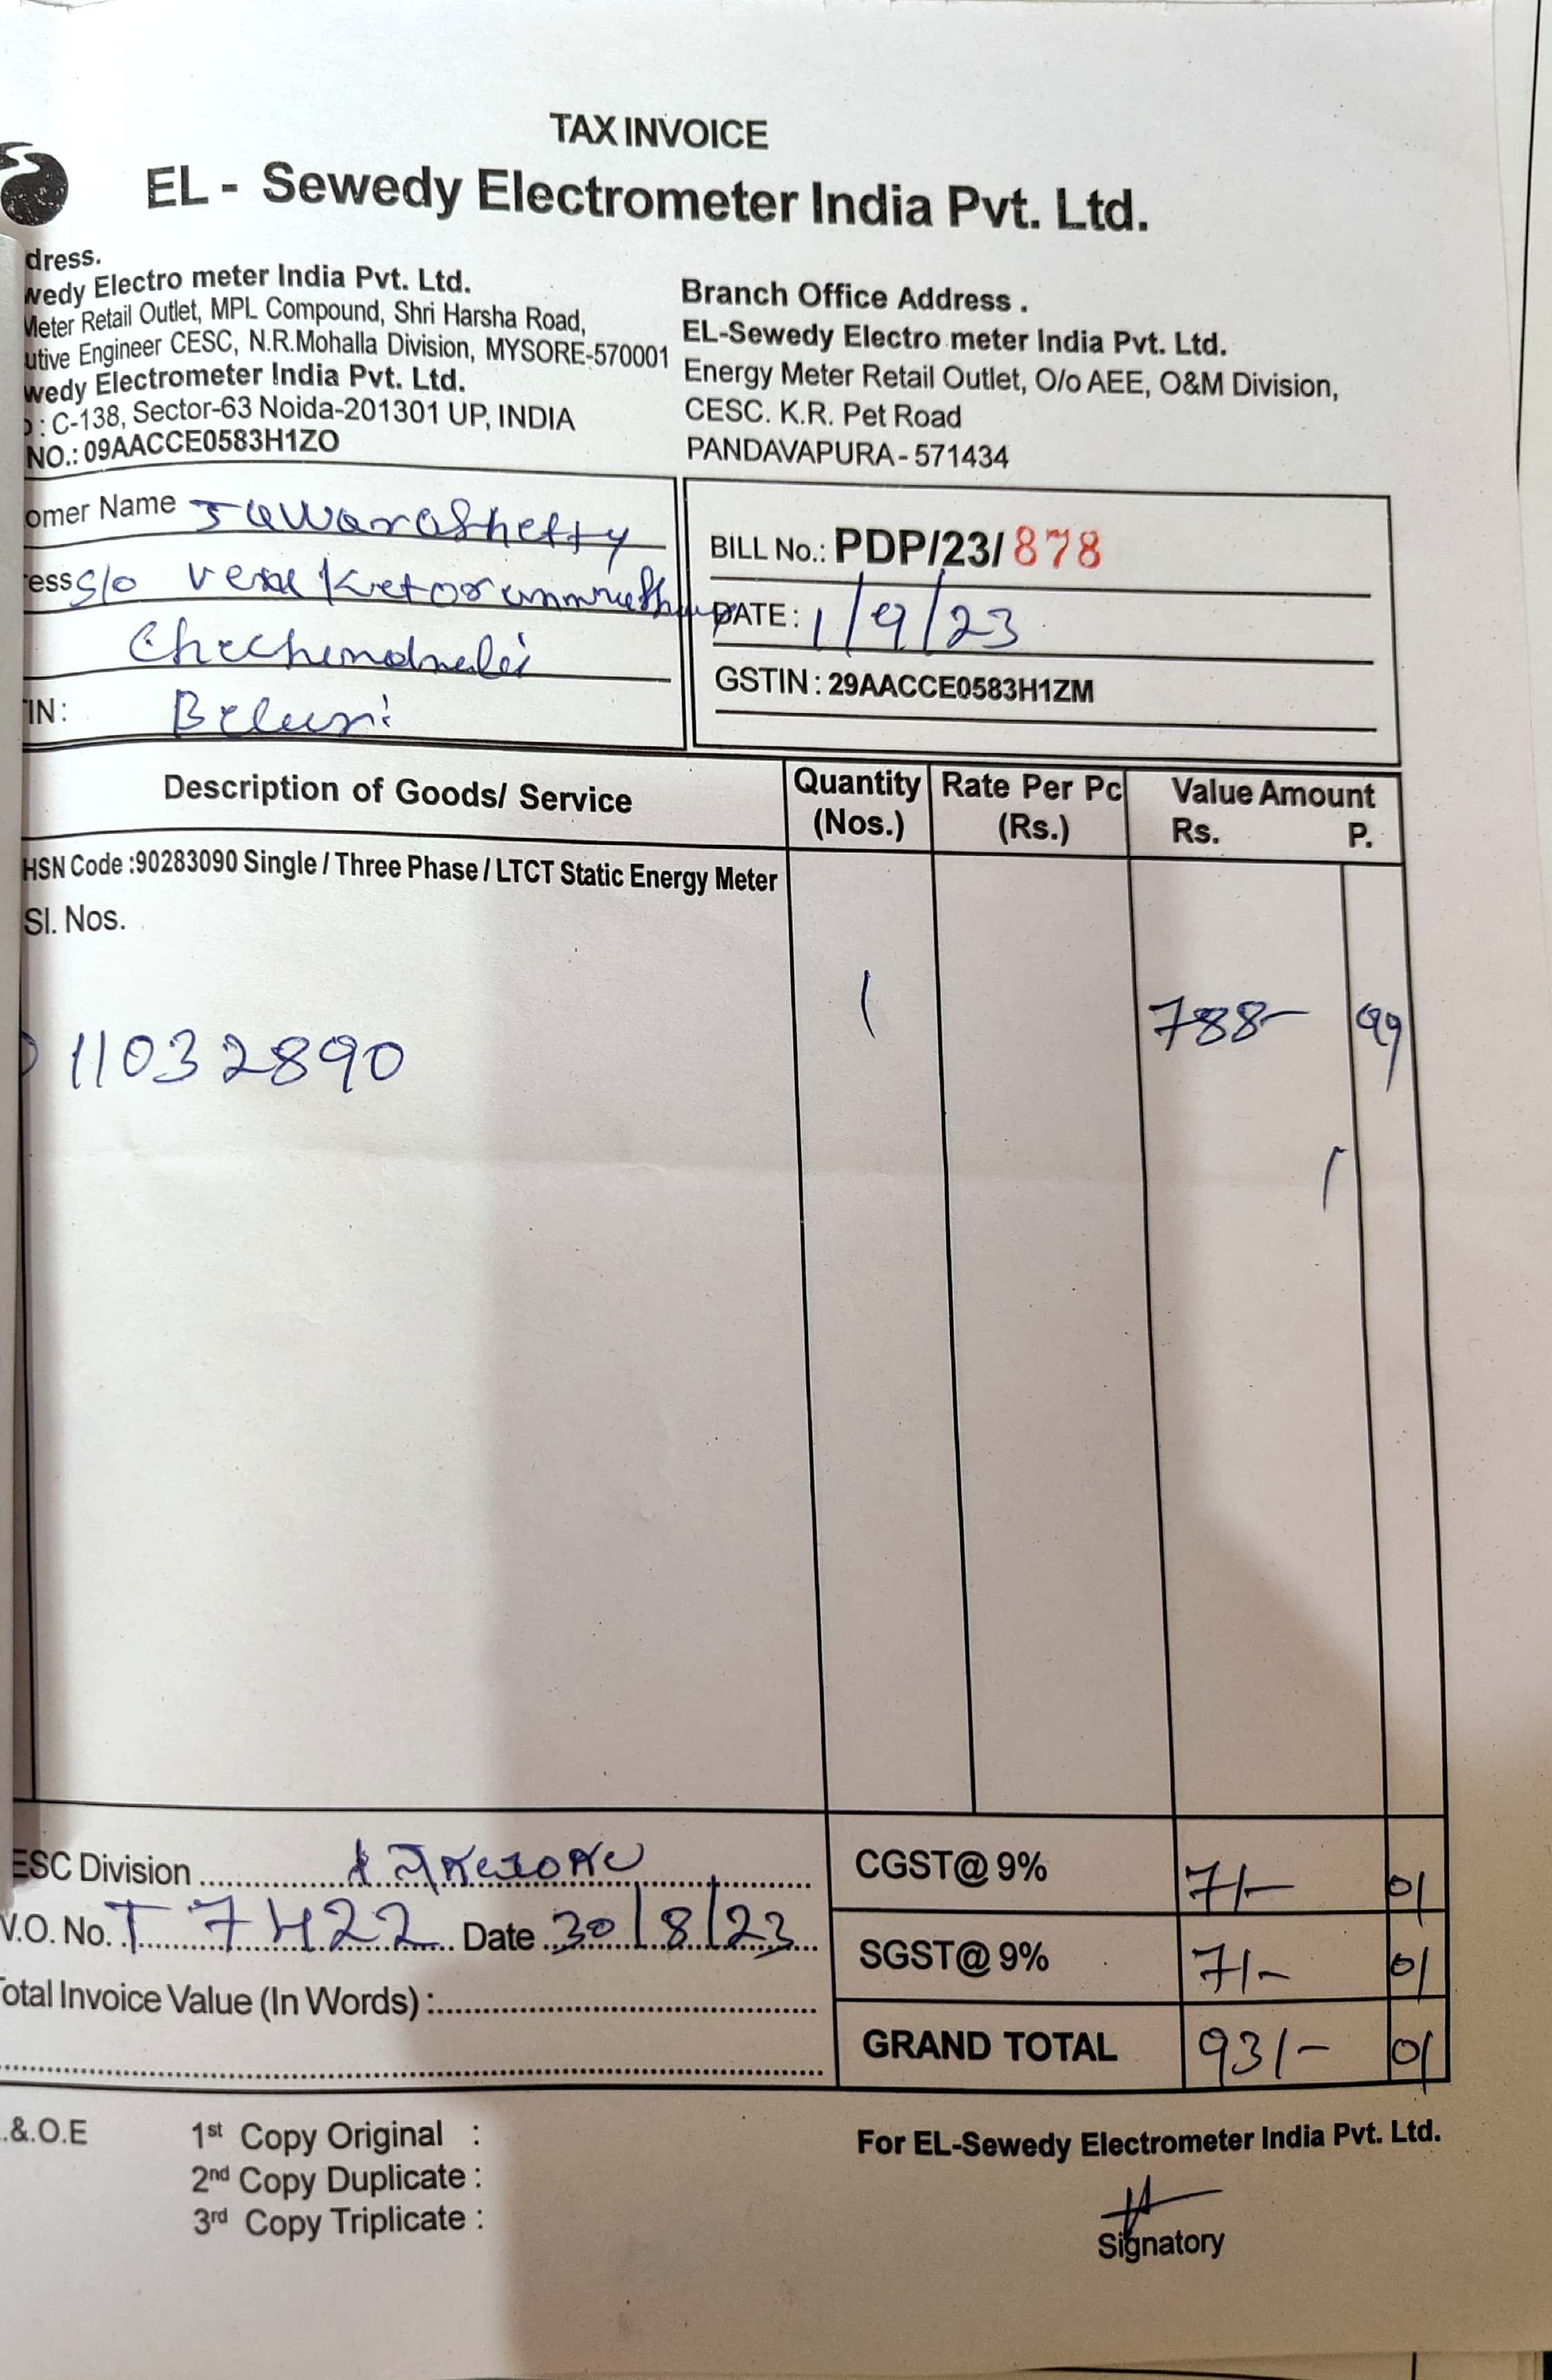 TAX INVOICE
EL - Sewedy Electrometer India Pvt. Ltd.
dress.
wedy Electro meter India Pvt. Ltd.
Meter Retail Outlet, MPL Compound, Shri Harsha Road,
utive Engineer CESC, N.R.Mohalla Division, MYSORE-570001
wedy Electrometer India Pvt. Ltd.
: C-138, Sector-63 Noida-201301 UP, INDIA
NO.: 09AACCE0583H1ZO
Branch Office Address .
EL-Sewedy Electro meter India Pvt. Ltd.
Energy Meter Retail Outlet, O/o AEE, O&M Division,
CESC. K.R. Pet Road
PANDAVAPURA - 571434
omer Name Jawarashetty
ess S/o
IN:
BILL No.: PDP/23/ 878
DATE : 1/9/23
GSTIN : 29AACCE0583H1ZM
Description of Goods/ Service Quantity (Nos.) Rate Per Pc (Rs.) Value Amount Rs. P.
HSN Code :90283090 Single / Three Phase / LTCT Static Energy Meter
Sl. Nos.
11032890 1 788- 99
ESC Division
CGST@ 9% 71- 01
V.O. No. T 7422 Date 30/8/23
SGST@ 9% 71- 01
otal Invoice Value (In Words) :
GRAND TOTAL 931- 01
.&.O.E
1st Copy Original :
2nd Copy Duplicate :
3rd Copy Triplicate :
For EL-Sewedy Electrometer India Pvt. Ltd.
Signatory